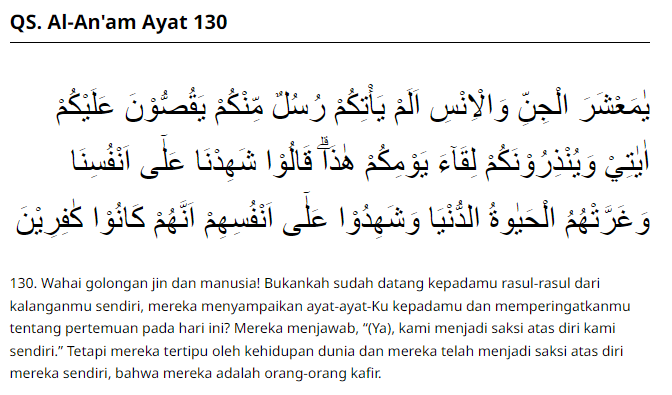 QS. Al-An'am Ayat 130
يٰمَعْشَرَ الْجِنِّ وَالْاِنْسِ اَلَمْ يَأْتِكُمْ رُسُلٌ مِّنْكُمْ يَقُصُّوْنَ عَلَيْكُمْ
اٰيٰتِيْ وَيُنْذِرُوْنَكُمْ لِقَاۤءَ يَوْمِكُمْ هٰذَاۗ قَالُوْا شَهِدْنَا عَلٰٓى اَنْفُسِنَا
وَغَرَّتْهُمُ الْحَيٰوةُ الدُّنْيَا وَشَهِدُوْا عَلٰٓى اَنْفُسِهِمْ اَنَّهُمْ كَانُوْا كٰفِرِيْنَ
130. Wahai golongan jin dan manusia! Bukankah sudah datang kepadamu rasul-rasul dari
kalanganmu sendiri, mereka menyampaikan ayat-ayat-Ku kepadamu dan memperingatkanmu
tentang pertemuan pada hari ini? Mereka menjawab, “(Ya), kami menjadi saksi atas diri kami
sendiri.” Tetapi mereka tertipu oleh kehidupan dunia dan mereka telah menjadi saksi atas diri
mereka sendiri, bahwa mereka adalah orang-orang kafir.